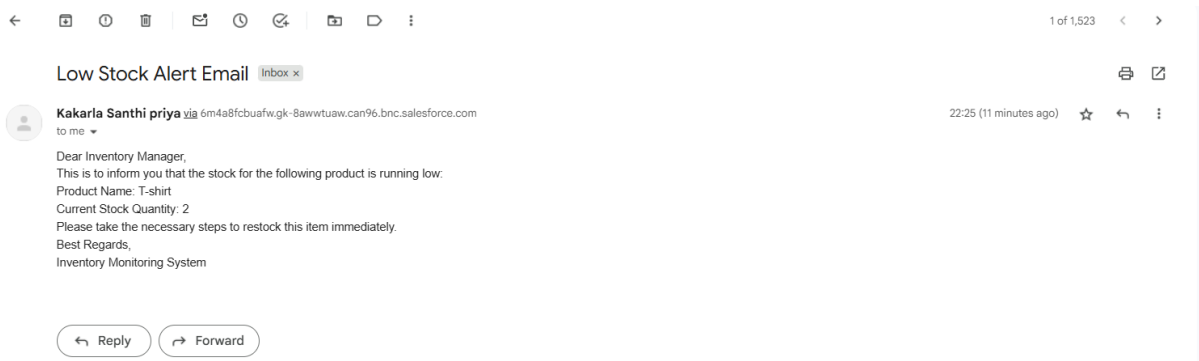 1 of 1,523
Low Stock Alert Email Inbox ×
Kakarla Santhi priya via 6m4a8fcbuafw.gk-8awwtuaw.can96.bnc.salesforce.com 22:25 (11 minutes ago)
to me
Dear Inventory Manager,
This is to inform you that the stock for the following product is running low:
Product Name: T-shirt
Current Stock Quantity: 2
Please take the necessary steps to restock this item immediately.
Best Regards,
Inventory Monitoring System
Reply Forward